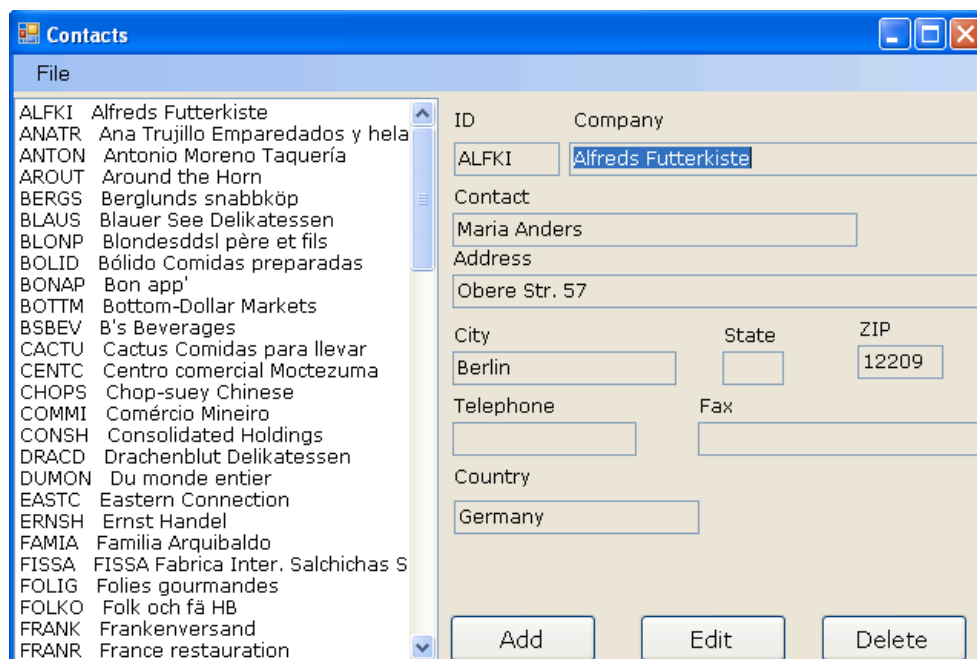 Contacts
File
ALFKI Alfreds Futterkiste
ANATR Ana Trujillo Emparedados y hela
ANTON Antonio Moreno Taquería
AROUT Around the Horn
BERGS Berglunds snabbköp
BLAUS Blauer See Delikatessen
BLONP Blondesddsl père et fils
BOLID Bólido Comidas preparadas
BONAP Bon app'
BOTTM Bottom-Dollar Markets
BSBEV B's Beverages
CACTU Cactus Comidas para llevar
CENTC Centro comercial Moctezuma
CHOPS Chop-suey Chinese
COMMI Comércio Mineiro
CONSH Consolidated Holdings
DRACD Drachenblut Delikatessen
DUMON Du monde entier
EASTC Eastern Connection
ERNSH Ernst Handel
FAMIA Familia Arquibaldo
FISSA FISSA Fabrica Inter. Salchichas S
FOLIG Folies gourmandes
FOLKO Folk och fä HB
FRANK Frankenversand
FRANR France restauration
ID Company
ALFKI Alfreds Futterkiste
Contact
Maria Anders
Address
Obere Str. 57
City State ZIP
Berlin 12209
Telephone Fax
Country
Germany
Add Edit Delete